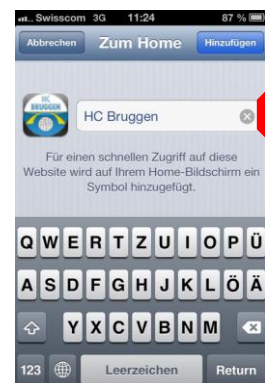 Swisscom 3G 11:24 87 %
Abbrechen Zum Home Hinzufügen
HC
BRUGGEN
HC Bruggen
Für einen schnellen Zugriff auf diese
Website wird auf Ihrem Home-Bildschirm ein
Symbol hinzugefügt.
Q W E R T Z U I O P Ü
A S D F G H J K L Ö Ä
Y X C V B N M
123 Leerzeichen Return